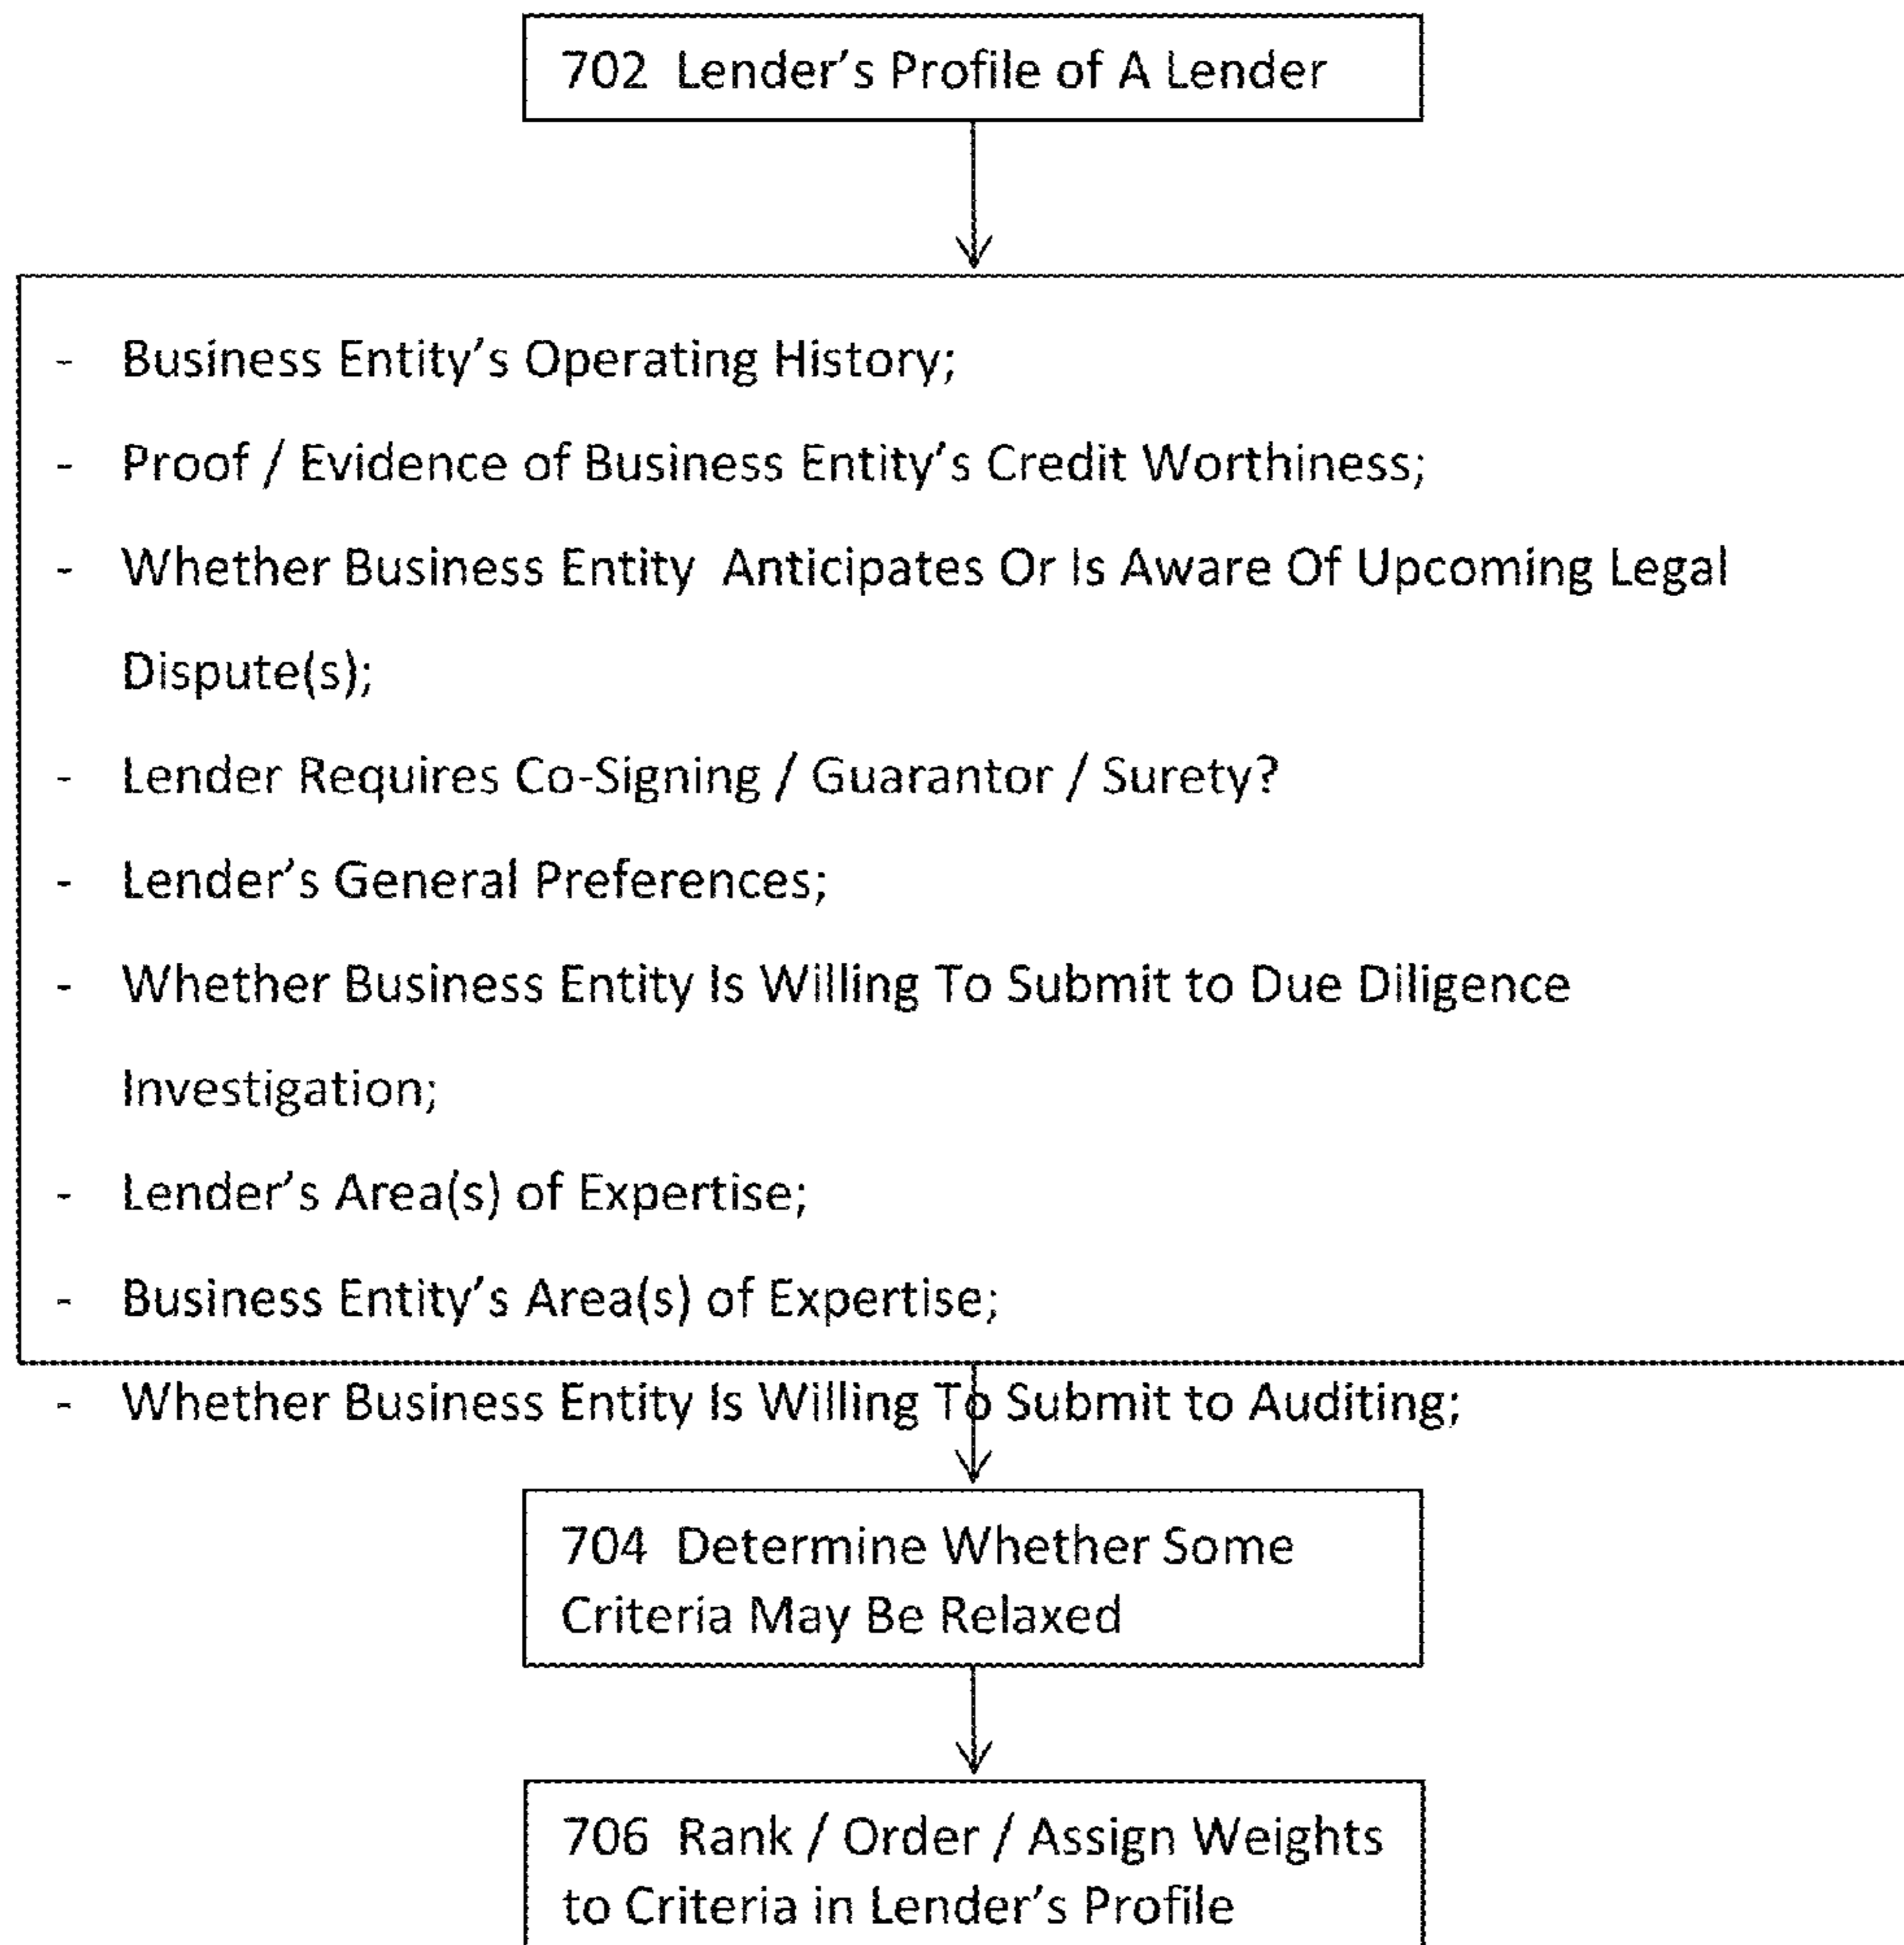 702 Lender's Profile of A Lender
- Business Entity's Operating History;
- Proof / Evidence of Business Entity's Credit Worthiness;
- Whether Business Entity Anticipates Or Is Aware Of Upcoming Legal
Dispute(s);
- Lender Requires Co-Signing / Guarantor / Surety?
- Lender's General Preferences;
- Whether Business Entity Is Willing To Submit to Due Diligence
Investigation;
- Lender's Area(s) of Expertise;
- Business Entity's Area(s) of Expertise;
- Whether Business Entity Is Willing To Submit to Auditing;
704 Determine Whether Some
Criteria May Be Relaxed
706 Rank / Order / Assign Weights
to Criteria in Lender's Profile